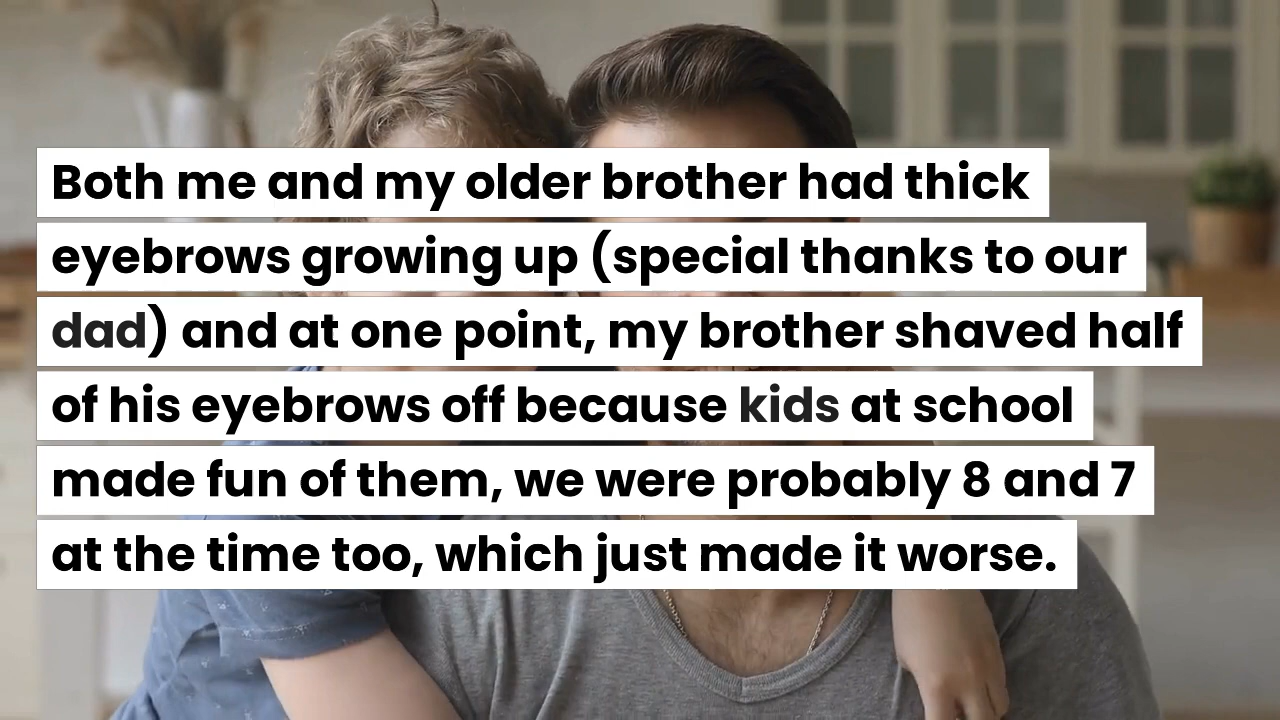 Both me and my older brother had thick
eyebrows growing up (special thanks to our
dad) and at one point, my brother shaved half
of his eyebrows off because kids at school
made fun of them, we were probably 8 and 7
at the time too, which just made it worse.